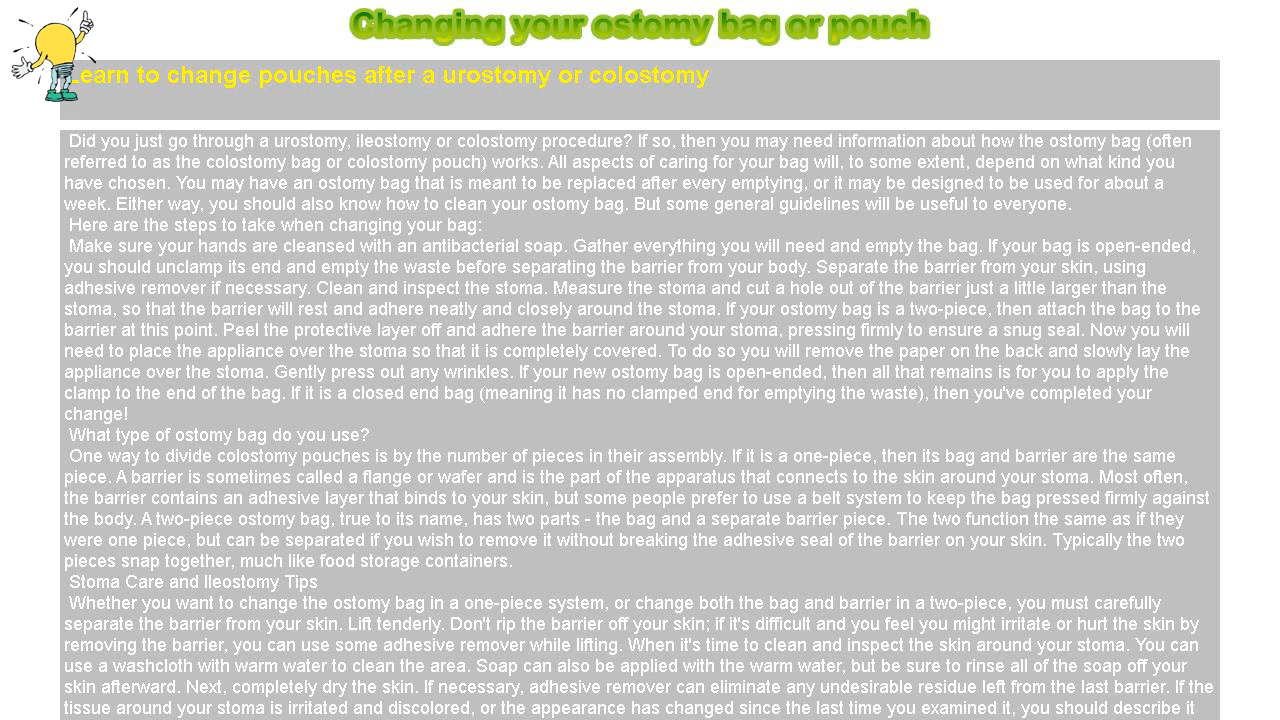 Changing your ostomy bag or pouch
Learn to change pouches after a urostomy or colostomy
Did you just go through a urostomy, ileostomy or colostomy procedure? If so, then you may need information about how the ostomy bag (often
referred to as the colostomy bag or colostomy pouch) works. All aspects of caring for your bag will, to some extent, depend on what kind you
have chosen. You may have an ostomy bag that is meant to be replaced after every emptying, or it may be designed to be used for about a
week. Either way, you should also know how to clean your ostomy bag. But some general guidelines will be useful to everyone.
Here are the steps to take when changing your bag:
Make sure your hands are cleansed with an antibacterial soap. Gather everything you will need and empty the bag. If your bag is open-ended,
you should unclamp its end and empty the waste before separating the barrier from your body. Separate the barrier from your skin, using
adhesive remover if necessary. Clean and inspect the stoma. Measure the stoma and cut a hole out of the barrier just a little larger than the
stoma, so that the barrier will rest and adhere neatly and closely around the stoma. If your ostomy bag is a two-piece, then attach the bag to the
barrier at this point. Peel the protective layer off and adhere the barrier around your stoma, pressing firmly to ensure a snug seal. Now you will
need to place the appliance over the stoma so that it is completely covered. To do so you will remove the paper on the back and slowly lay the
appliance over the stoma. Gently press out any wrinkles. If your new ostomy bag is open-ended, then all that remains is for you to apply the
clamp to the end of the bag. If it is a closed end bag (meaning it has no clamped end for emptying the waste), then you've completed your
change!
What type of ostomy bag do you use?
One way to divide colostomy pouches is by the number of pieces in their assembly. If it is a one-piece, then its bag and barrier are the same
piece. A barrier is sometimes called a flange or wafer and is the part of the apparatus that connects to the skin around your stoma. Most often,
the barrier contains an adhesive layer that binds to your skin, but some people prefer to use a belt system to keep the bag pressed firmly against
the body. A two-piece ostomy bag, true to its name, has two parts - the bag and a separate barrier piece. The two function the same as if they
were one piece, but can be separated if you wish to remove it without breaking the adhesive seal of the barrier on your skin. Typically the two
pieces snap together, much like food storage containers.
Stoma Care and Ileostomy Tips
Whether you want to change the ostomy bag in a one-piece system, or change both the bag and barrier in a two-piece, you must carefully
separate the barrier from your skin. Lift tenderly. Don't rip the barrier off your skin; if it's difficult and you feel you might irritate or hurt the skin by
removing the barrier, you can use some adhesive remover while lifting. When it's time to clean and inspect the skin around your stoma. You can
use a washcloth with warm water to clean the area. Soap can also be applied with the warm water, but be sure to rinse all of the soap off your
skin afterward. Next, completely dry the skin. If necessary, adhesive remover can eliminate any undesirable residue left from the last barrier. If the
tissue around your stoma is irritated and discolored, or the appearance has changed since the last time you examined it, you should describe it